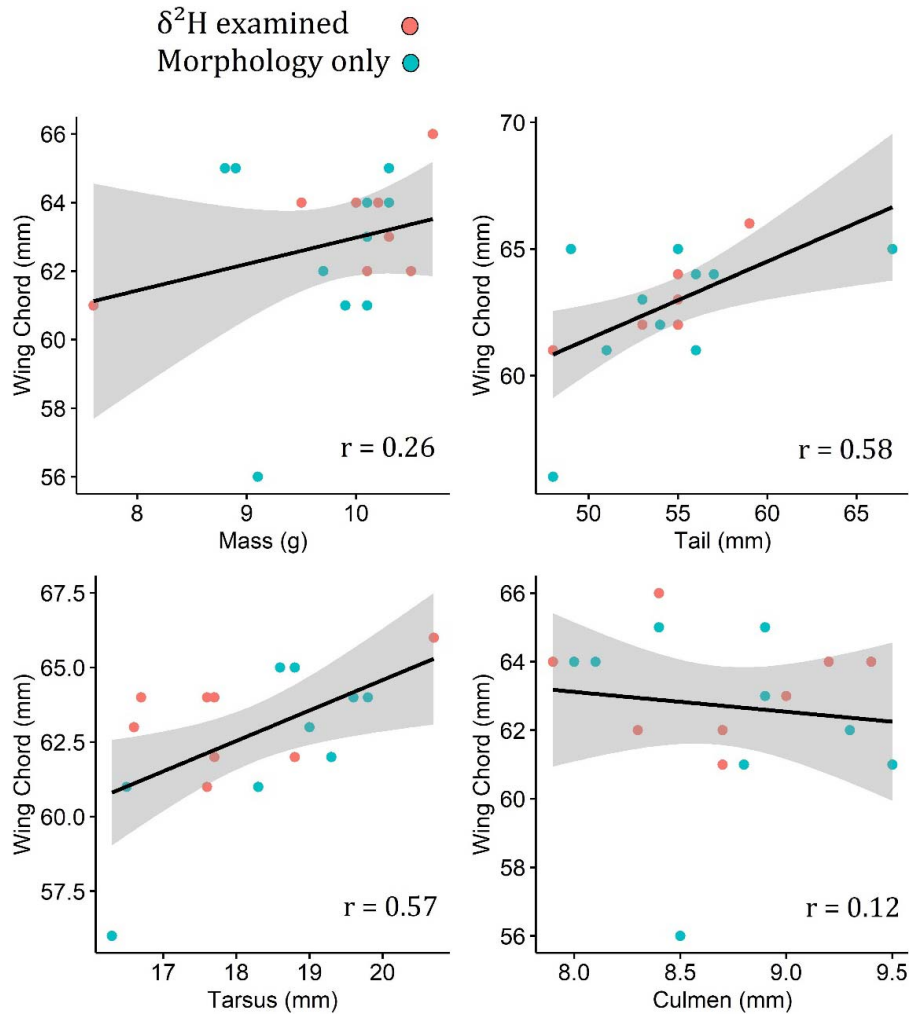 δ²H examined
Morphology only
66
64
62
60
58
56
Wing Chord (mm)
8
9
10
Mass (g)
r = 0.26
70
65
60
Wing Chord (mm)
50
55
60
65
Tail (mm)
r = 0.58
67.5
65.0
62.5
60.0
57.5
Wing Chord (mm)
17
18
19
20
Tarsus (mm)
r = 0.57
66
64
62
60
58
56
Wing Chord (mm)
8.0
8.5
9.0
9.5
Culmen (mm)
r = 0.12